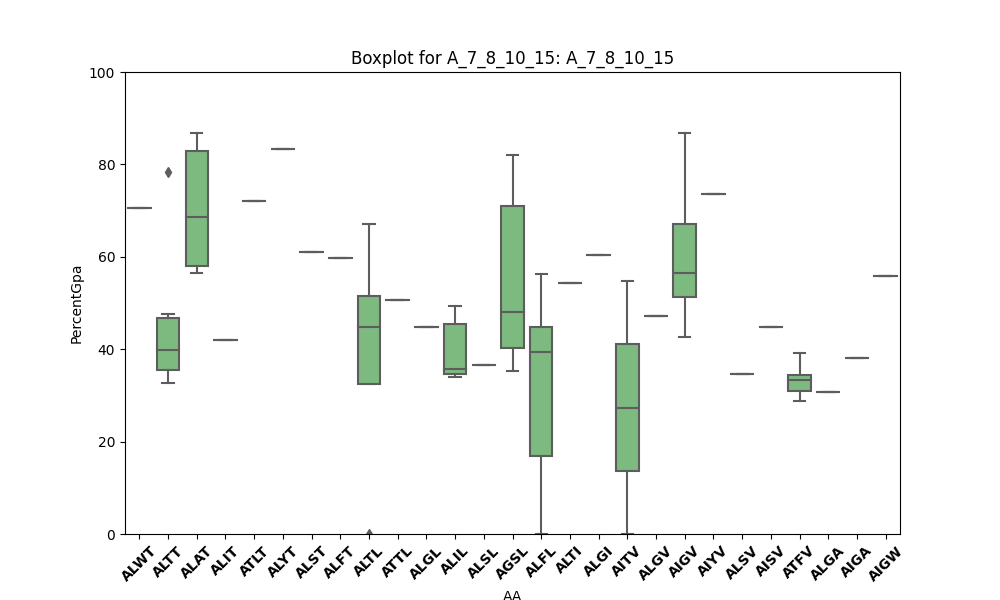 Boxplot for A_7_8_10_15: A_7_8_10_15
100
80
60
40
20
0
PercentGpa
ALWT ALTT ALAT ALIT ATLT ALYT ALST ALFT ALTL ATTL ALGL ALIL ALSL AGSL ALFL ALTI ALGI AITV ALGV AIGV AIYV ALSV AISV ATFV ALGA AIGA AIGW
AA